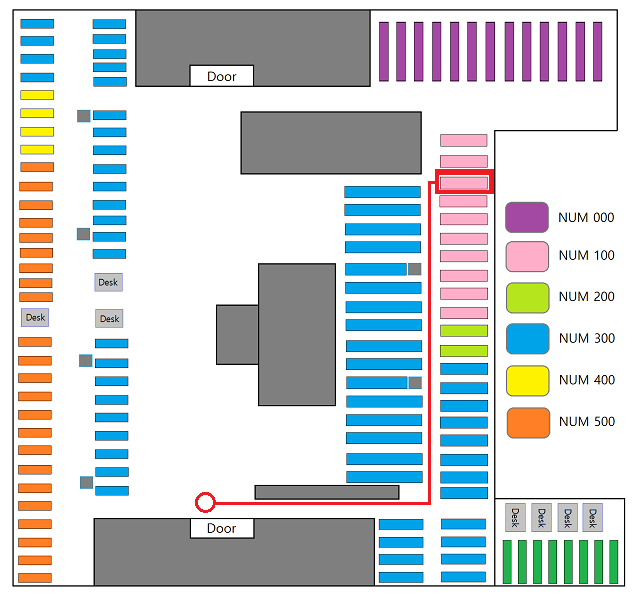 Door
NUM 000
NUM 100
Desk
NUM 200
Desk
Desk
NUM 300
NUM 400
NUM 500
Door
Desk
Desk
Desk
Desk